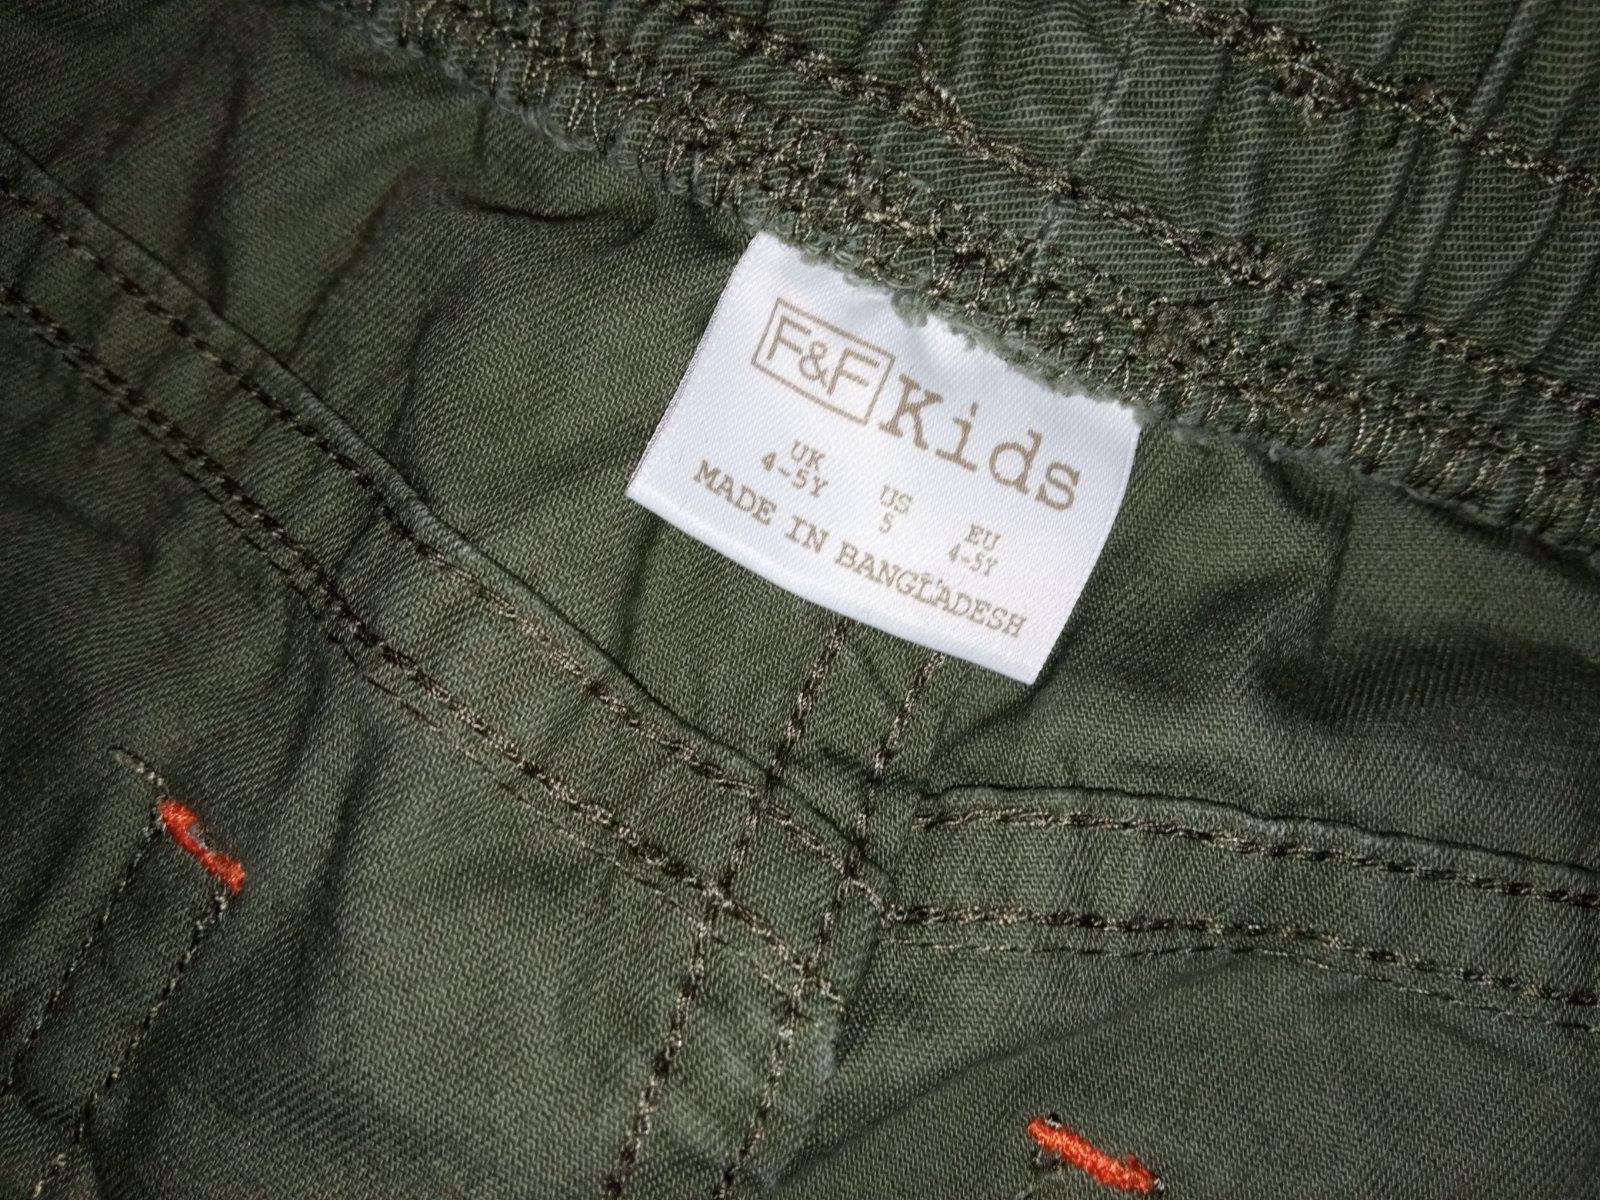 F&F Kids
UK US EU
4-5Y 5 4-5Y
MADE IN BANGLADESH